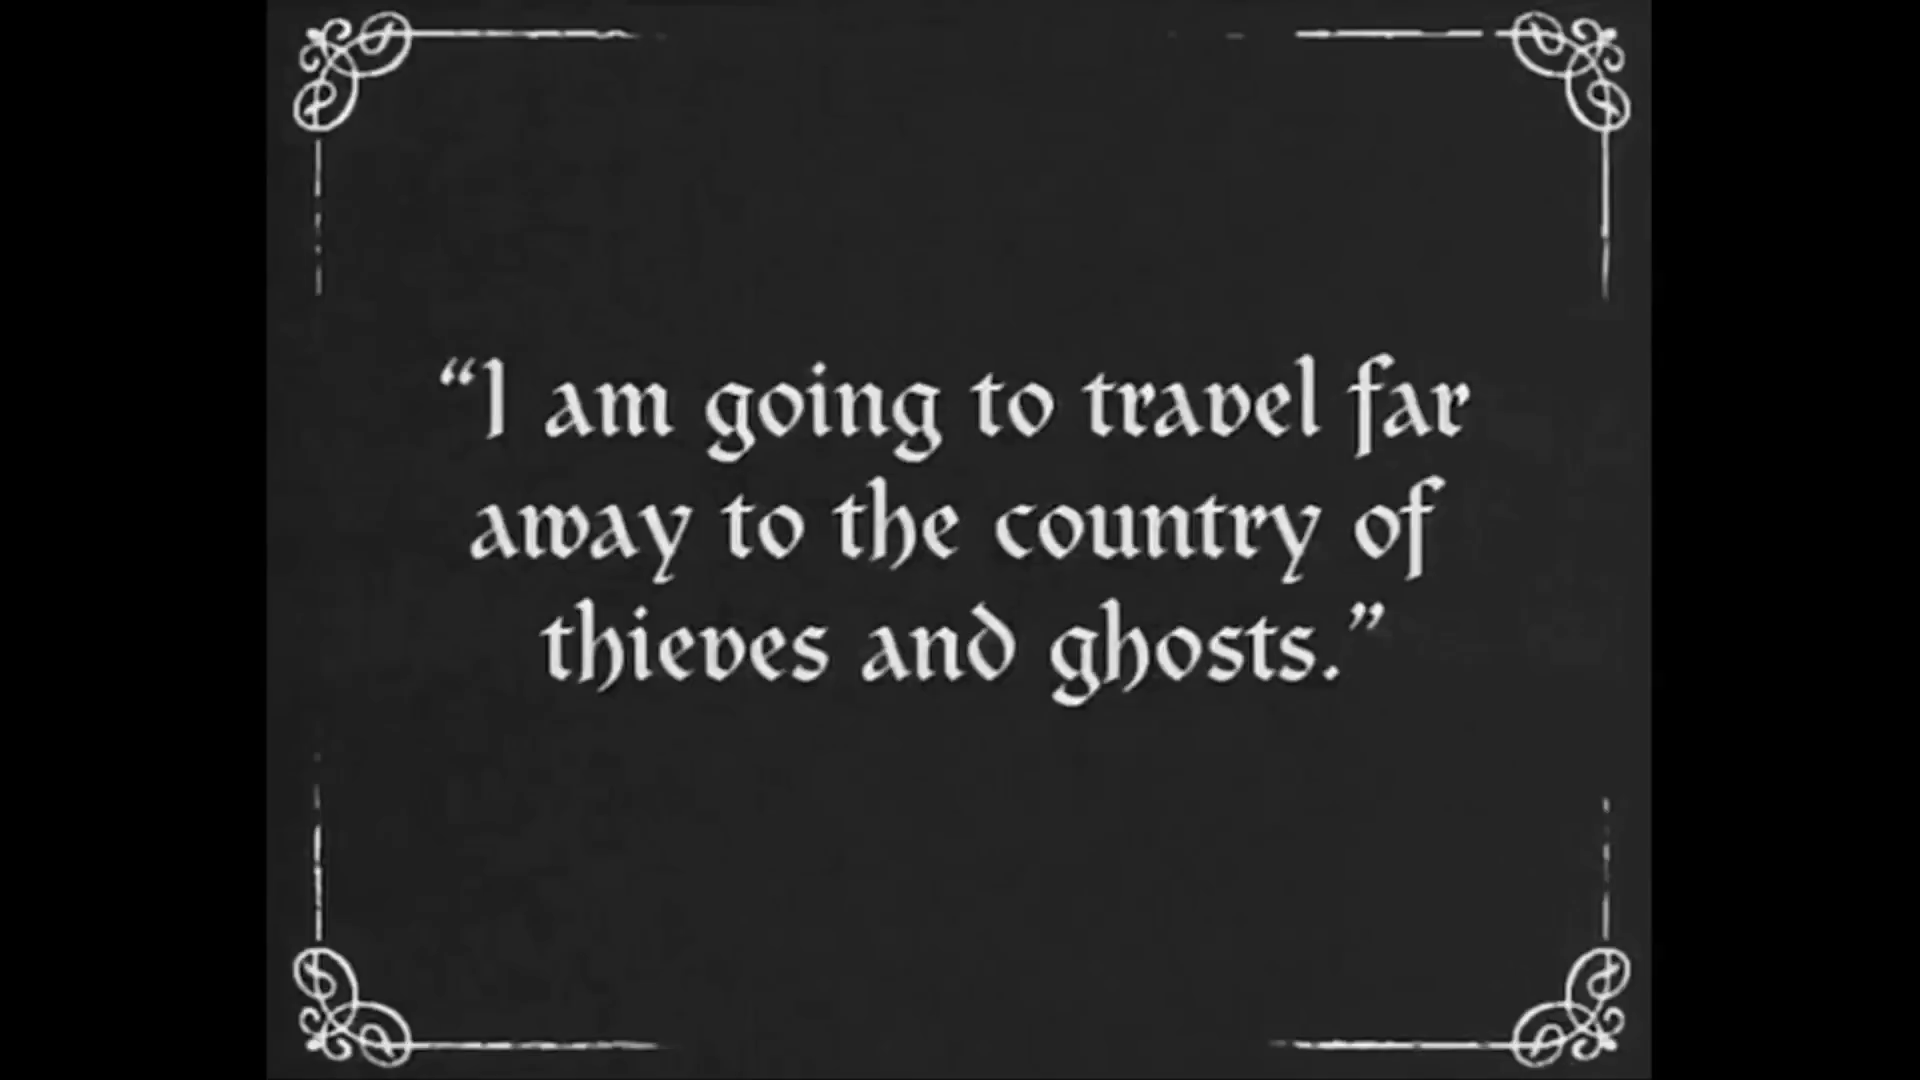 “I am going to travel far
away to the country of
thieves and ghosts.”